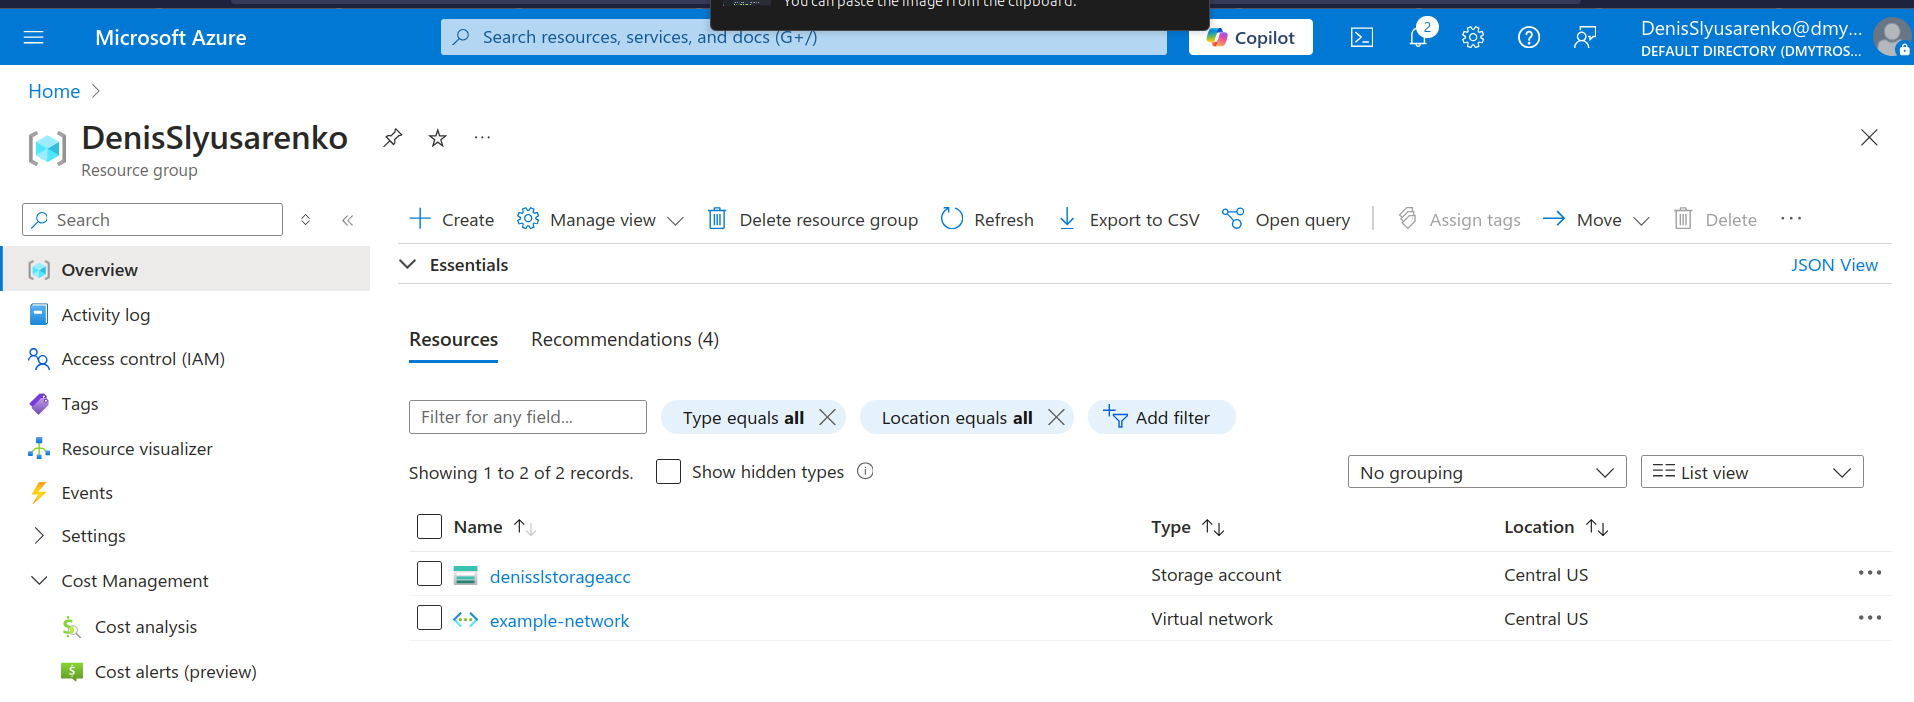 You can paste the image from the clipboard.
Microsoft Azure
Search resources, services, and docs (G+/)
Copilot
2
DenisSlyusarenko@dmy...
DEFAULT DIRECTORY (DMYTROS...
Home
DenisSlyusarenko
Resource group
Search
Create
Manage view
Delete resource group
Refresh
Export to CSV
Open query
Assign tags
Move
Delete
Overview
Activity log
Access control (IAM)
Tags
Resource visualizer
Events
Settings
Cost Management
Cost analysis
Cost alerts (preview)
Essentials
JSON View
Resources
Recommendations (4)
Filter for any field...
Type equals all
Location equals all
Add filter
Showing 1 to 2 of 2 records.
Show hidden types
No grouping
List view
Name
Type
Location
denisslstorageacc
Storage account
Central US
example-network
Virtual network
Central US